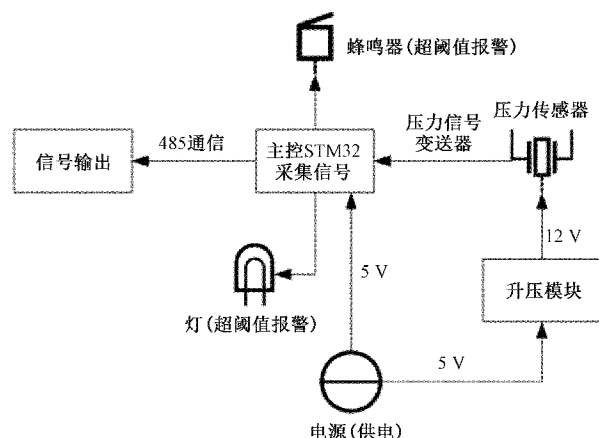 蜂鸣器(超阈值报警)
压力传感器
压力信号
变送器
485通信
信号输出
主控STM32
采集信号
12 V
5 V
升压模块
灯(超阈值报警)
5 V
电源(供电)